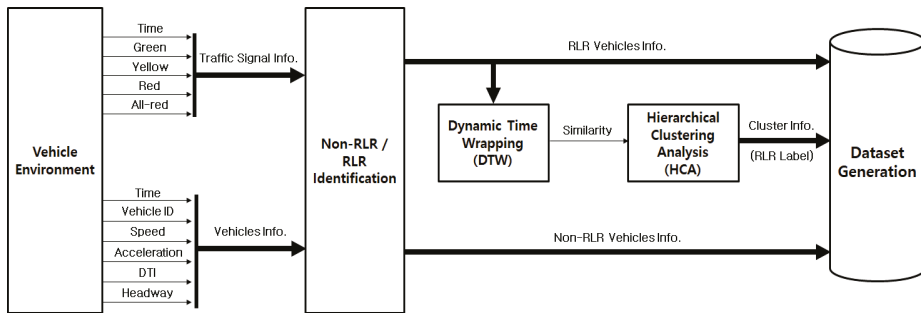 Time
Green
Yellow
Red
All-red
Traffic Signal Info.
Vehicle
Environment
Time
Vehicle ID
Speed
Acceleration
DTI
Headway
Vehicles Info.
Non-RLR /
RLR
Identification
RLR Vehicles Info.
Dynamic Time
Wrapping
(DTW)
Similarity
Hierarchical
Clustering
Analysis
(HCA)
Cluster Info.
(RLR Label)
Non-RLR Vehicles Info.
Dataset
Generation